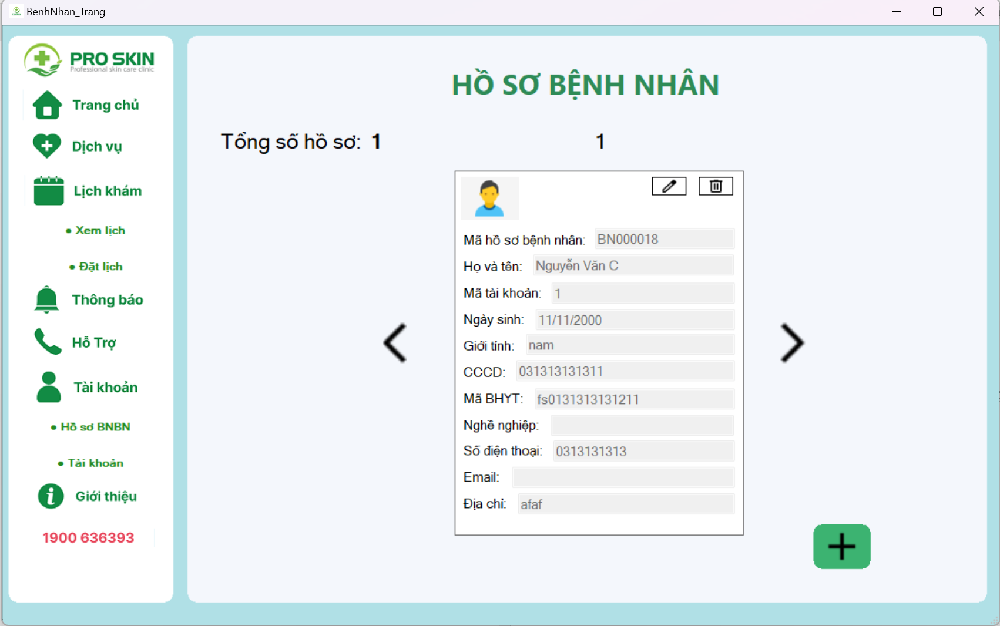 BenhNhan_Trang
PRO SKIN
Professional skin care clinic
Trang chủ
Dịch vụ
Lịch khám
• Xem lịch
• Đặt lịch
Thông báo
Hỗ Trợ
Tài khoản
• Hồ sơ BNBN
• Tài khoản
Giới thiệu
1900 636393
HỒ SƠ BỆNH NHÂN
Tổng số hồ sơ: 1
1
Mã hồ sơ bệnh nhân: BN000018
Họ và tên: Nguyễn Văn C
Mã tài khoản: 1
Ngày sinh: 11/11/2000
Giới tính: nam
CCCD: 031313131311
Mã BHYT: fs0131313131211
Nghề nghiệp:
Số điện thoại: 0313131313
Email:
Địa chỉ: afaf